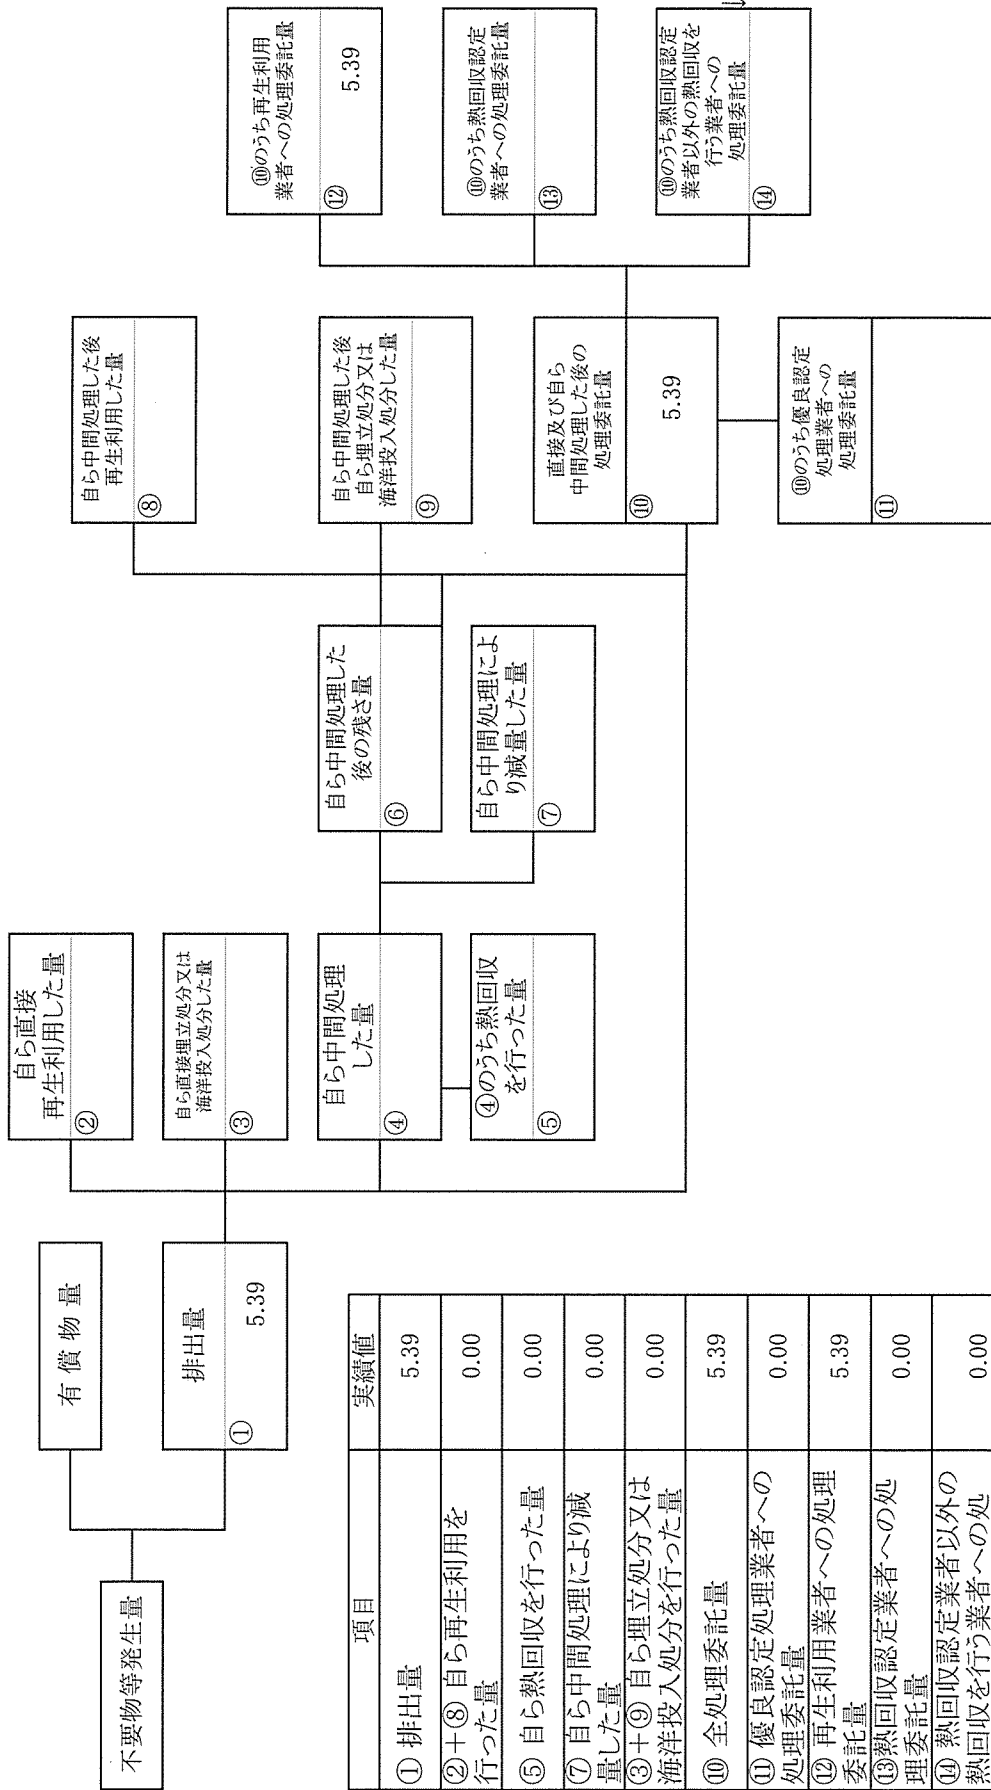 不要物等発生量
有 償 物 量
排出量
①
5.39
自ら直接
再生利用した量
②
自ら直接埋立処分又は
海洋投入処分した量
③
自ら中間処理
した量
④
④のうち熱回収
を行った量
⑤
自ら中間処理した
後の残さ量
⑥
自ら中間処理によ
り減量した量
⑦
自ら中間処理した後
再生利用した量
⑧
自ら中間処理した後
自ら埋立処分又は
海洋投入処分した量
⑨
直接及び自ら
中間処理した後の
処理委託量
⑩
5.39
⑩のうち優良認定
処理業者への
処理委託量
⑪
⑩のうち再生利用
業者への処理委託量
⑫
5.39
⑩のうち熱回収認定
業者への処理委託量
⑬
⑩のうち熱回収認定
業者以外の熱回収を
行う業者への
処理委託量
⑭
項目 実績値
① 排出量 5.39
②+⑧ 自ら再生利用を
行った量 0.00
⑤ 自ら熱回収を行った量 0.00
⑦ 自ら中間処理により減
量した量 0.00
③+⑨ 自ら埋立処分又は
海洋投入処分を行った量 0.00
⑩ 全処理委託量 5.39
⑪ 優良認定処理業者への
処理委託量 0.00
⑫ 再生利用業者への処理
委託量 5.39
⑬熱回収認定業者への処
理委託量 0.00
⑭ 熱回収認定業者以外の
熱回収を行う業者への処 0.00